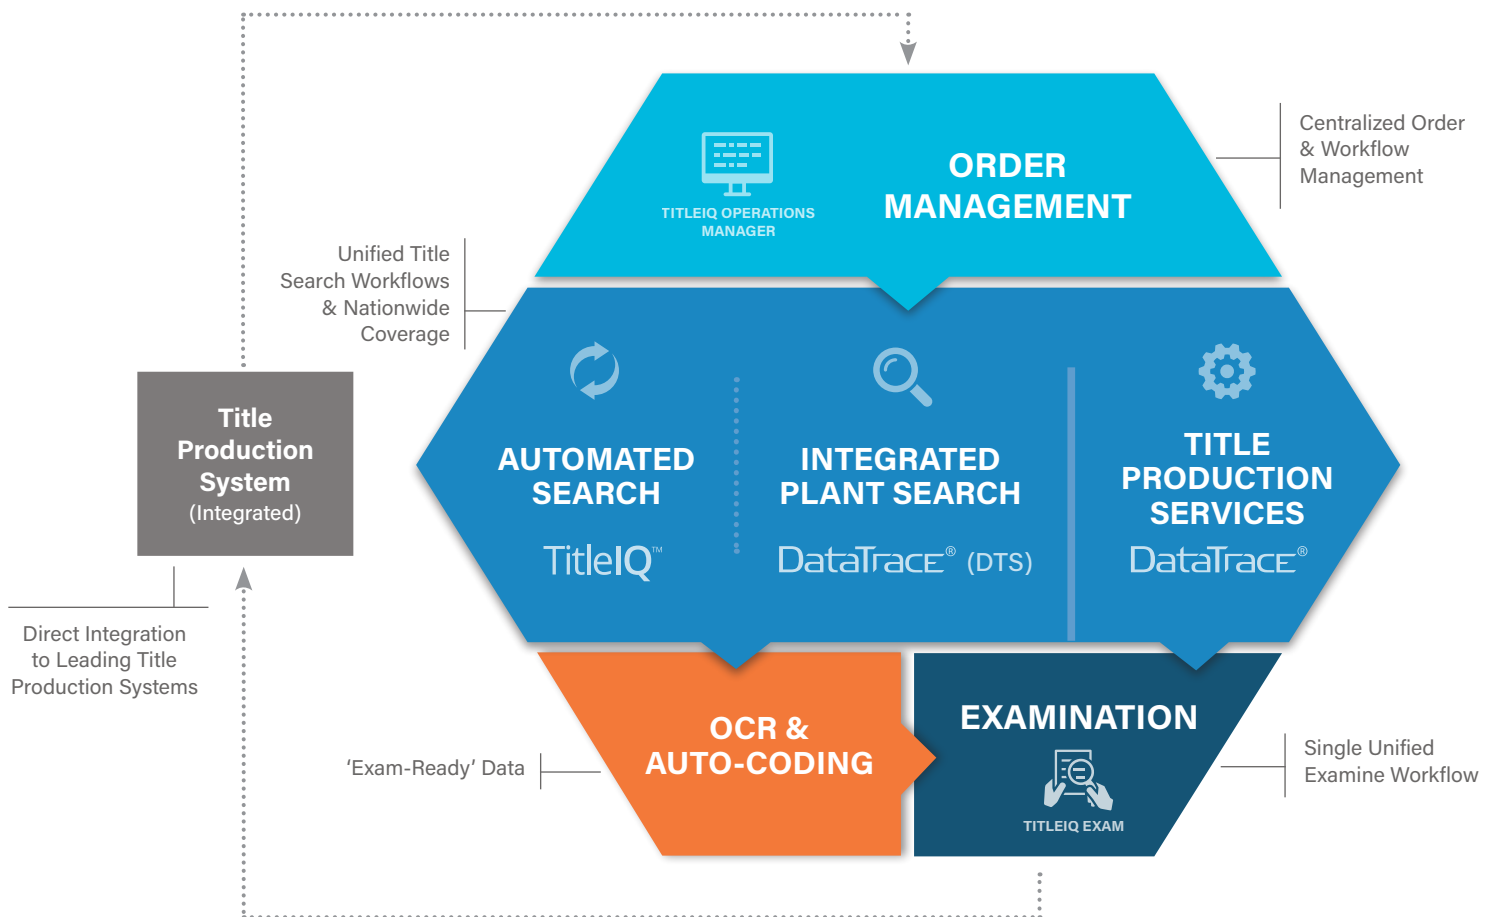 ORDER
MANAGEMENT
TITLEIQ OPERATIONS
MANAGER
Centralized Order
& Workflow
Management
Unified Title
Search Workflows
& Nationwide
Coverage
Title
Production
System
(Integrated)
Direct Integration
to Leading Title
Production Systems
AUTOMATED
SEARCH
TitleIQ™
INTEGRATED
PLANT SEARCH
DataTrace® (DTS)
TITLE
PRODUCTION
SERVICES
DataTrace®
OCR &
AUTO-CODING
'Exam-Ready' Data
EXAMINATION
TITLEIQ EXAM
Single Unified
Examine Workflow